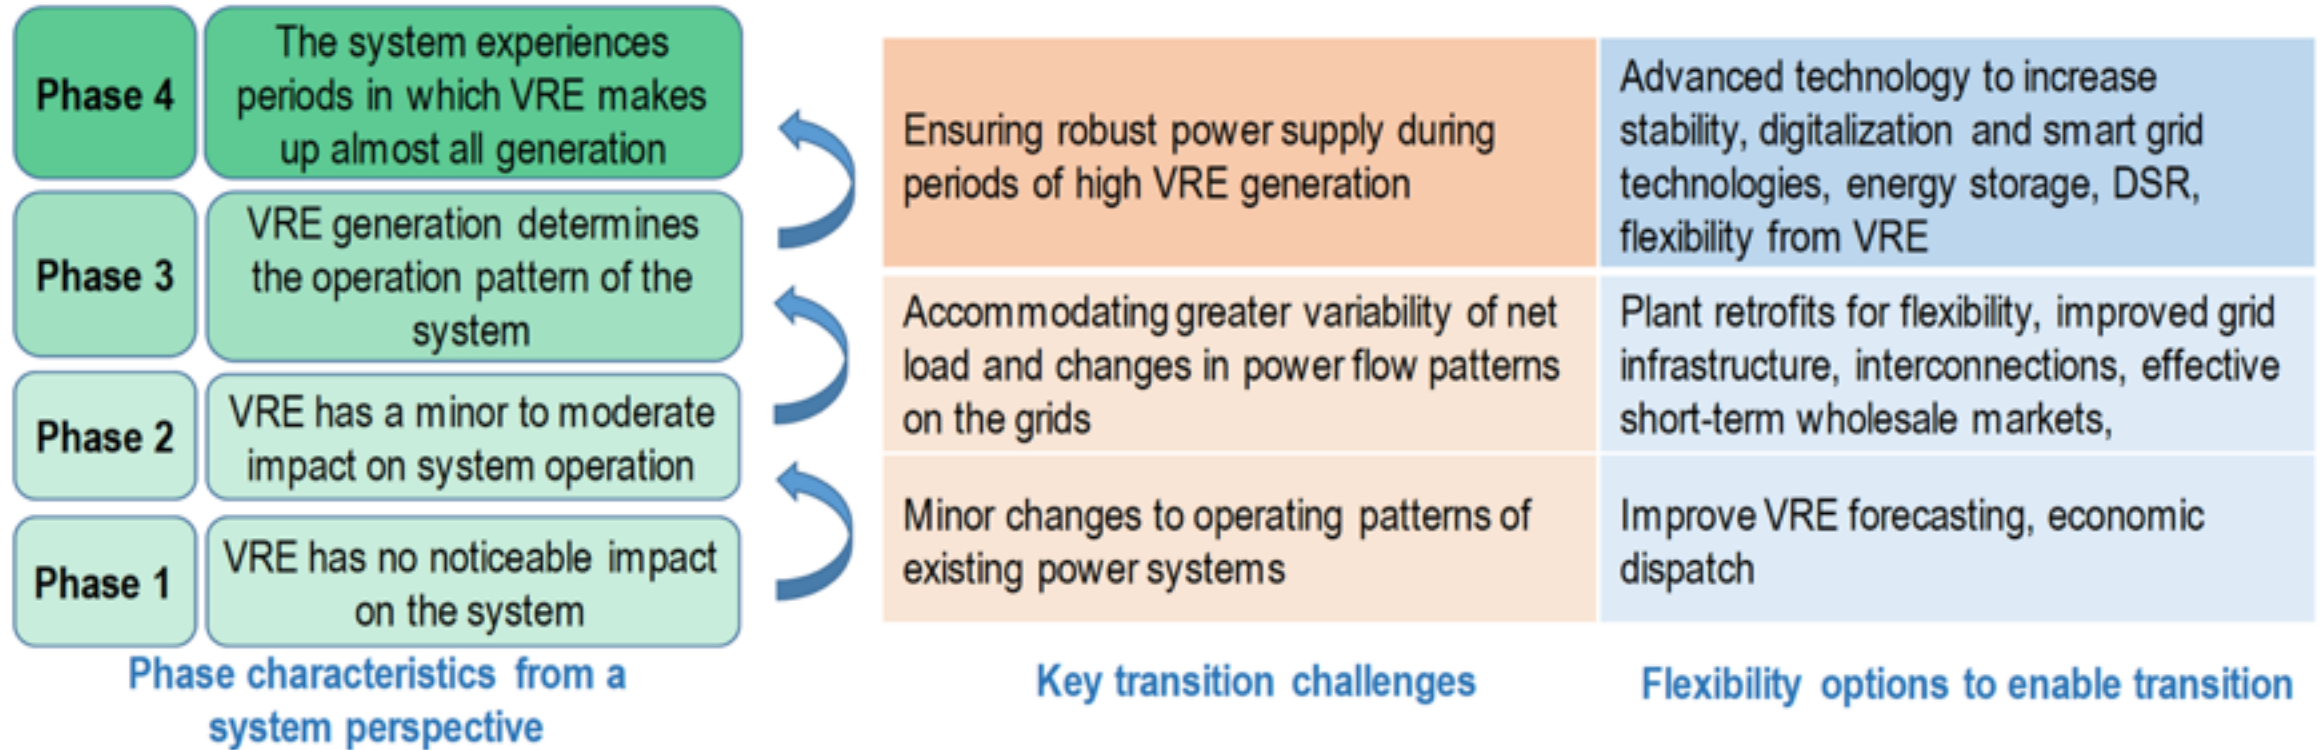 Phase 4
The system experiences
periods in which VRE makes
up almost all generation
Phase 3
VRE generation determines
the operation pattern of the
system
Phase 2
VRE has a minor to moderate
impact on system operation
Phase 1
VRE has no noticeable impact
on the system
Phase characteristics from a
system perspective
Ensuring robust power supply during
periods of high VRE generation
Accommodating greater variability of net
load and changes in power flow patterns
on the grids
Minor changes to operating patterns of
existing power systems
Key transition challenges
Advanced technology to increase
stability, digitalization and smart grid
technologies, energy storage, DSR,
flexibility from VRE
Plant retrofits for flexibility, improved grid
infrastructure, interconnections, effective
short-term wholesale markets,
Improve VRE forecasting, economic
dispatch
Flexibility options to enable transition